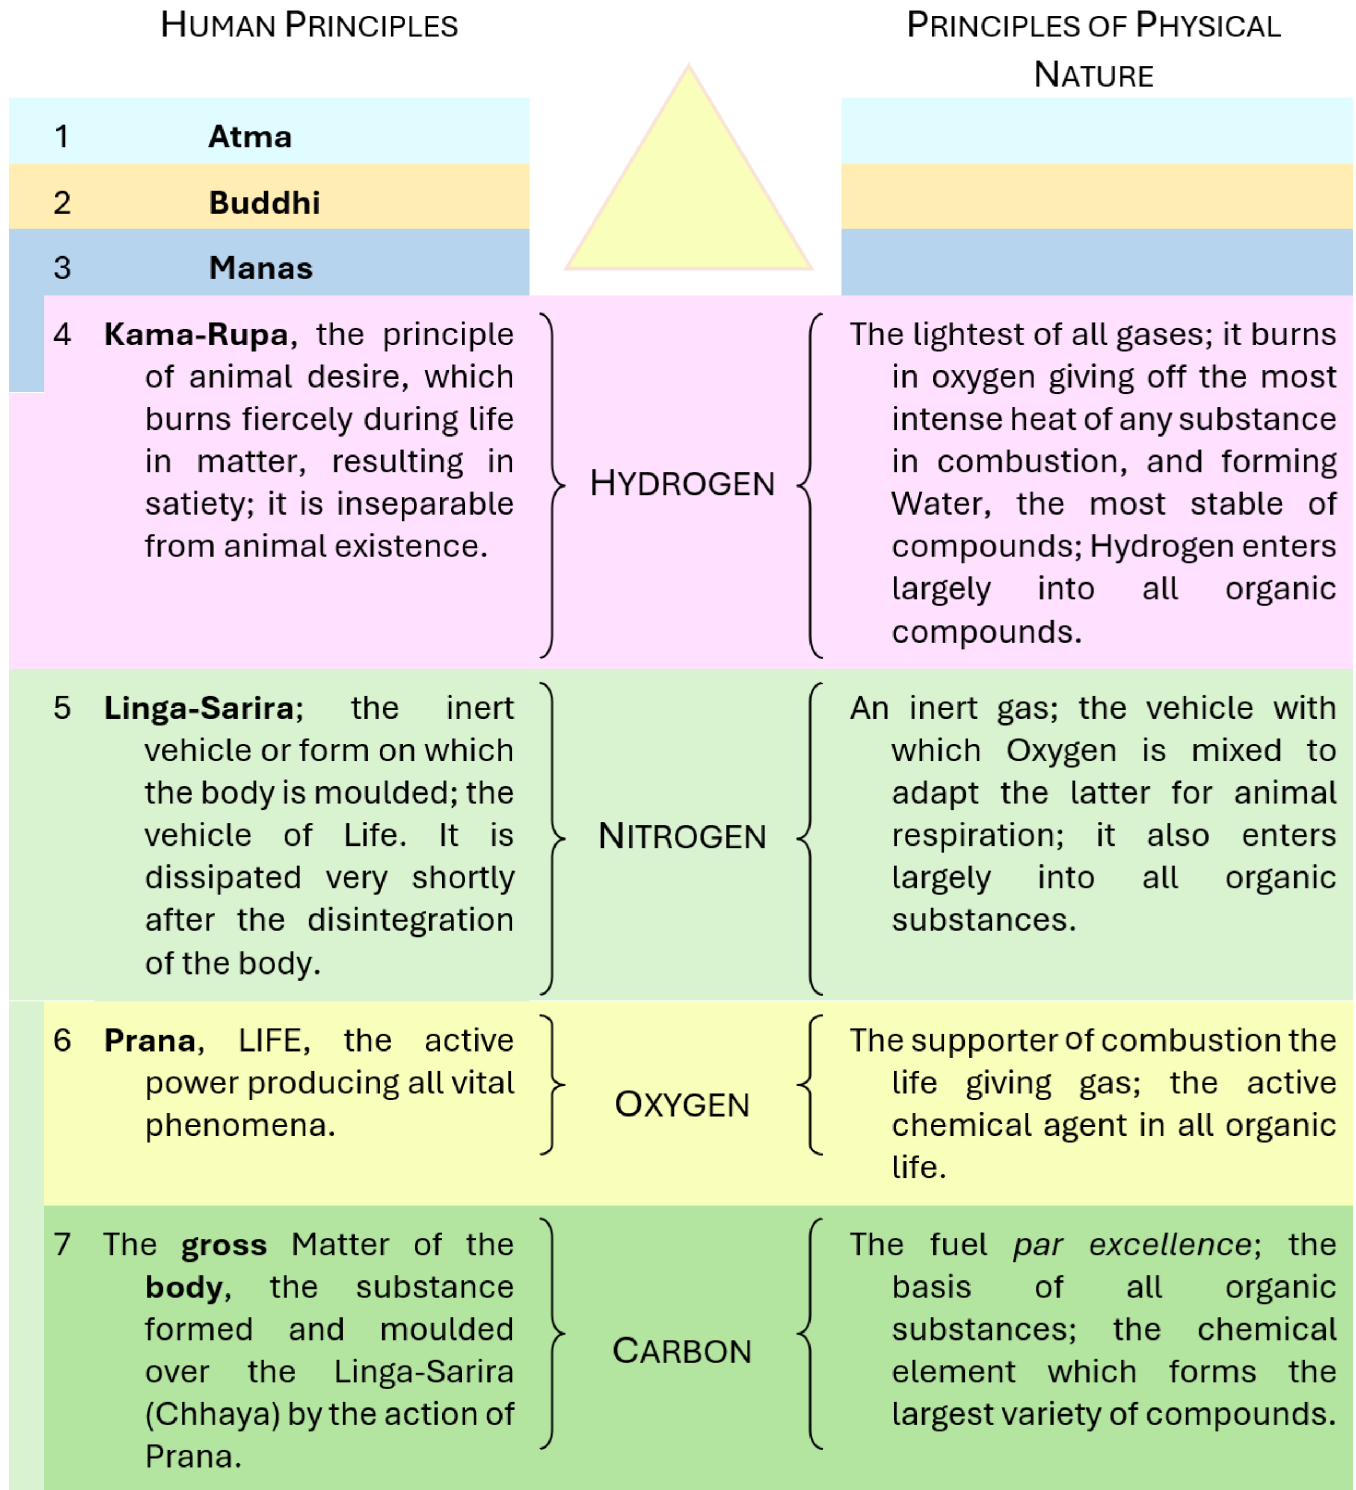 HUMAN PRINCIPLES
PRINCIPLES OF PHYSICAL
NATURE
1 Atma
2 Buddhi
3 Manas
4 Kama-Rupa, the principle
of animal desire, which
burns fiercely during life
in matter, resulting in
satiety; it is inseparable
from animal existence.
HYDROGEN
The lightest of all gases; it burns
in oxygen giving off the most
intense heat of any substance
in combustion, and forming
Water, the most stable of
compounds; Hydrogen enters
largely into all organic
compounds.
5 Linga-Sarira; the inert
vehicle or form on which
the body is moulded; the
vehicle of Life. It is
dissipated very shortly
after the disintegration
of the body.
NITROGEN
An inert gas; the vehicle with
which Oxygen is mixed to
adapt the latter for animal
respiration; it also enters
largely into all organic
substances.
6 Prana, LIFE, the active
power producing all vital
phenomena.
OXYGEN
The supporter of combustion the
life giving gas; the active
chemical agent in all organic
life.
7 The gross Matter of the
body, the substance
formed and moulded
over the Linga-Sarira
(Chhaya) by the action of
Prana.
CARBON
The fuel par excellence; the
basis of all organic
substances; the chemical
element which forms the
largest variety of compounds.